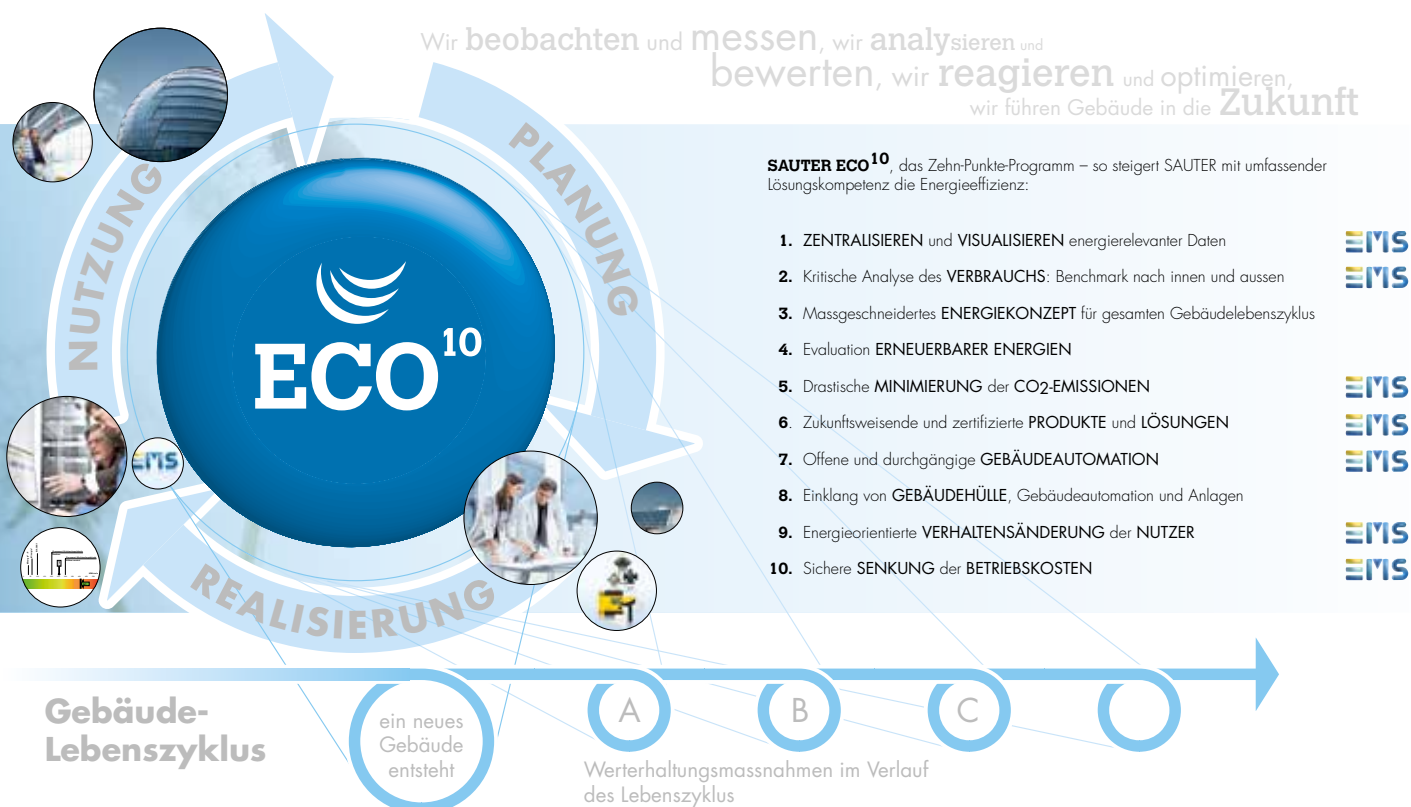 Wir beobachten und messen, wir analysieren und
bewerten, wir reagieren und optimieren,
wir führen Gebäude in die Zukunft
NUTZUNG
PLANUNG
REALISIERUNG
ECO10
EMS
SAUTER ECO10, das Zehn-Punkte-Programm – so steigert SAUTER mit umfassender
Lösungskompetenz die Energieeffizienz:
1. ZENTRALISIEREN und VISUALISIEREN energierelevanter Daten EMS
2. Kritische Analyse des VERBRAUCHS: Benchmark nach innen und aussen EMS
3. Massgeschneidertes ENERGIEKONZEPT für gesamten Gebäudelebenszyklus
4. Evaluation ERNEUERBARER ENERGIEN
5. Drastische MINIMIERUNG der CO2-EMISSIONEN EMS
6. Zukunftsweisende und zertifizierte PRODUKTE und LÖSUNGEN EMS
7. Offene und durchgängige GEBÄUDEAUTOMATION EMS
8. Einklang von GEBÄUDEHÜLLE, Gebäudeautomation und Anlagen
9. Energieorientierte VERHALTENSÄNDERUNG der NUTZER EMS
10. Sichere SENKUNG der BETRIEBSKOSTEN EMS
Gebäude-
Lebenszyklus
ein neues
Gebäude
entsteht
A
B
C
Werterhaltungsmassnahmen im Verlauf
des Lebenszyklus